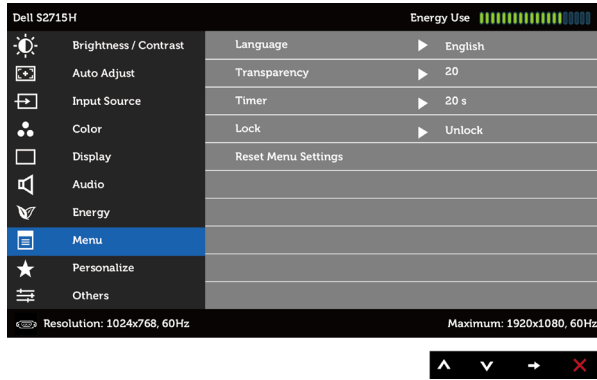 Dell S2715H Energy Use
Brightness / Contrast Language English
Auto Adjust Transparency 20
Input Source Timer 20 s
Color Lock Unlock
Display Reset Menu Settings
Audio
Energy
Menu
Personalize
Others
Resolution: 1024x768, 60Hz Maximum: 1920x1080, 60Hz